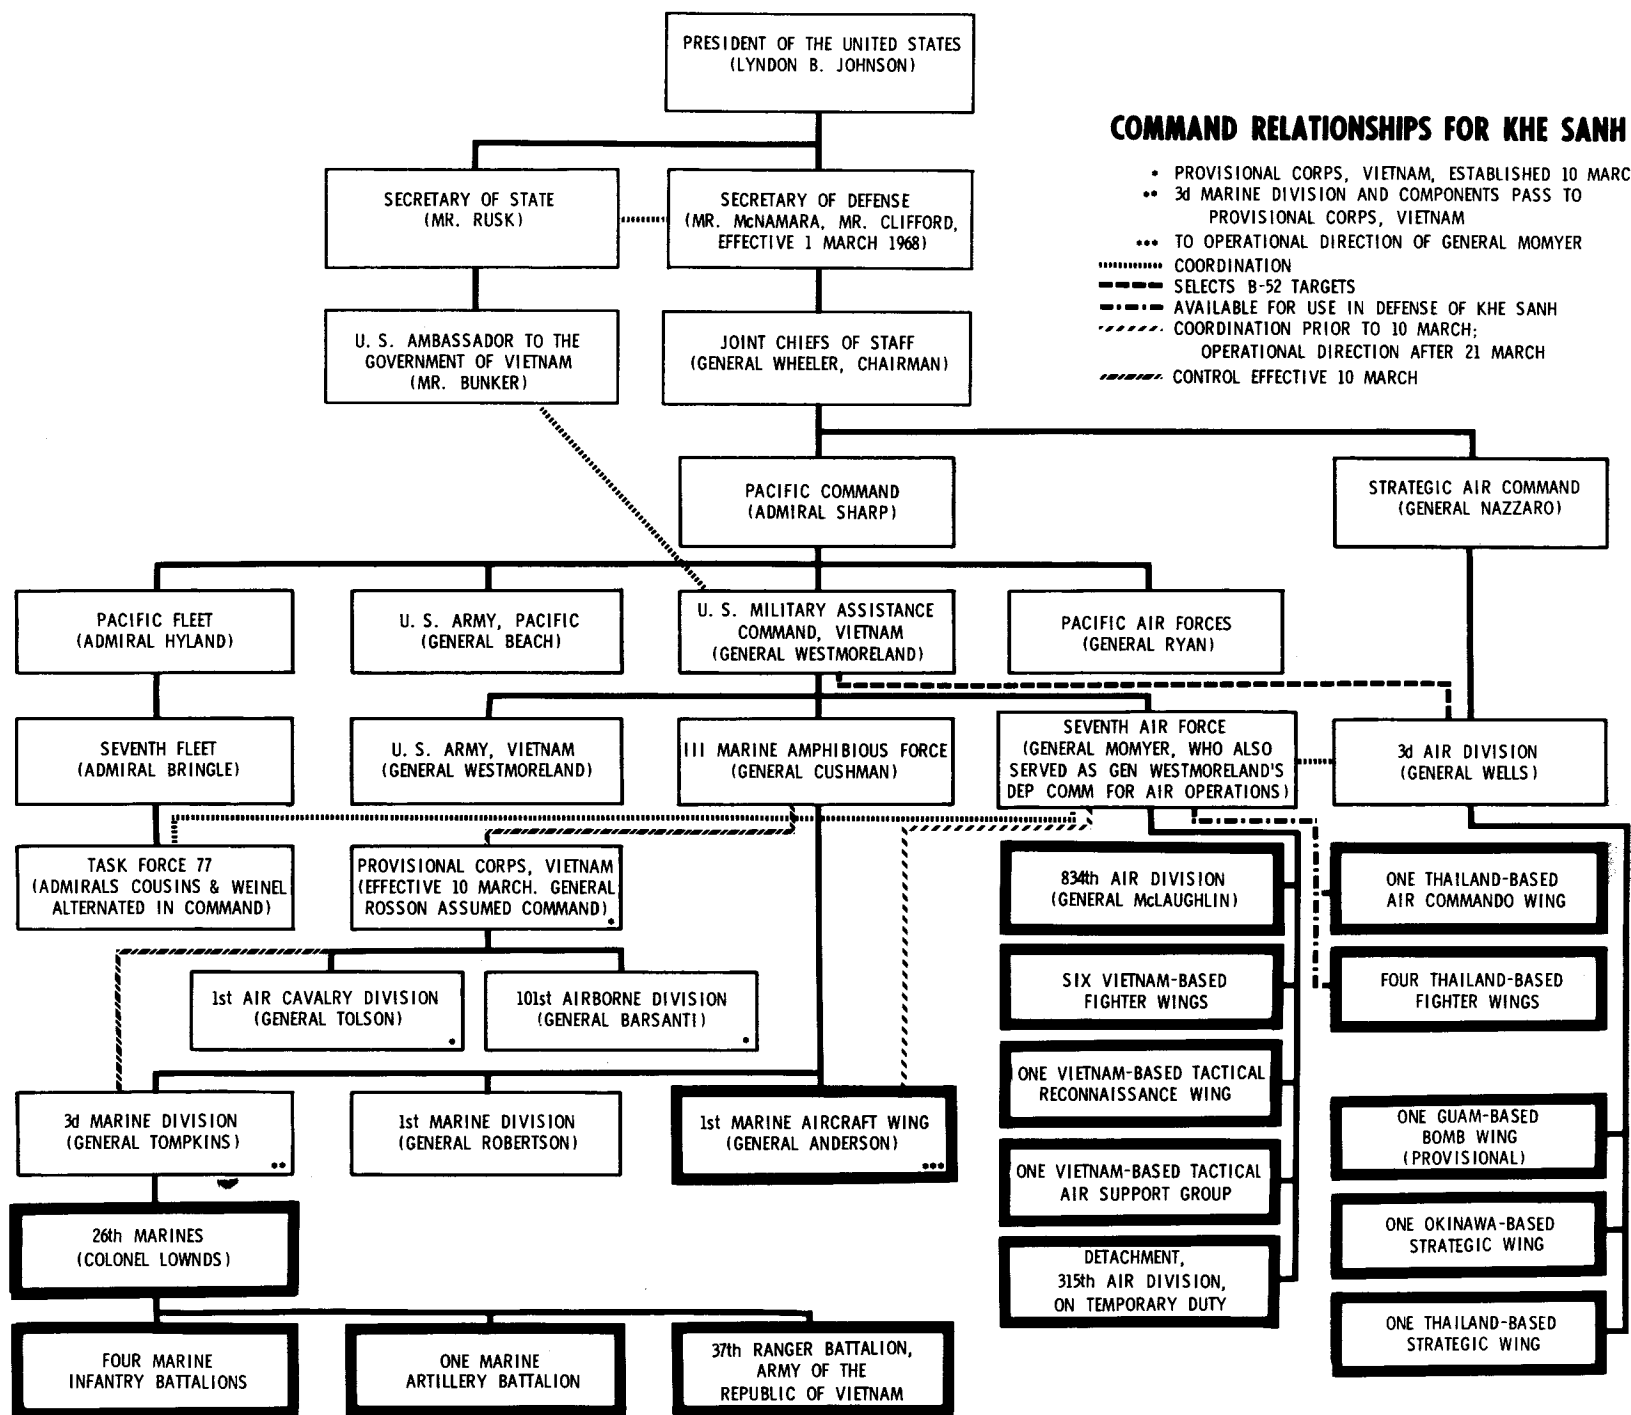 PRESIDENT OF THE UNITED STATES
(LYNDON B. JOHNSON)
COMMAND RELATIONSHIPS FOR KHE SANH
• PROVISIONAL CORPS, VIETNAM, ESTABLISHED 10 MARC
•• 3d MARINE DIVISION AND COMPONENTS PASS TO
PROVISIONAL CORPS, VIETNAM
••• TO OPERATIONAL DIRECTION OF GENERAL MOMYER
COORDINATION
SELECTS B-52 TARGETS
AVAILABLE FOR USE IN DEFENSE OF KHE SANH
COORDINATION PRIOR TO 10 MARCH;
OPERATIONAL DIRECTION AFTER 21 MARCH
CONTROL EFFECTIVE 10 MARCH
SECRETARY OF STATE
(MR. RUSK)
SECRETARY OF DEFENSE
(MR. McNAMARA, MR. CLIFFORD,
EFFECTIVE 1 MARCH 1968)
U. S. AMBASSADOR TO THE
GOVERNMENT OF VIETNAM
(MR. BUNKER)
JOINT CHIEFS OF STAFF
(GENERAL WHEELER, CHAIRMAN)
PACIFIC COMMAND
(ADMIRAL SHARP)
STRATEGIC AIR COMMAND
(GENERAL NAZZARO)
PACIFIC FLEET
(ADMIRAL HYLAND)
U. S. ARMY, PACIFIC
(GENERAL BEACH)
U. S. MILITARY ASSISTANCE
COMMAND, VIETNAM
(GENERAL WESTMORELAND)
PACIFIC AIR FORCES
(GENERAL RYAN)
SEVENTH FLEET
(ADMIRAL BRINGLE)
U. S. ARMY, VIETNAM
(GENERAL WESTMORELAND)
III MARINE AMPHIBIOUS FORCE
(GENERAL CUSHMAN)
SEVENTH AIR FORCE
(GENERAL MOMYER, WHO ALSO
SERVED AS GEN WESTMORELAND'S
DEP COMM FOR AIR OPERATIONS)
3d AIR DIVISION
(GENERAL WELLS)
TASK FORCE 77
(ADMIRALS COUSINS & WEINEL
ALTERNATED IN COMMAND)
PROVISIONAL CORPS, VIETNAM
(EFFECTIVE 10 MARCH. GENERAL
ROSSON ASSUMED COMMAND) •
834th AIR DIVISION
(GENERAL McLAUGHLIN)
ONE THAILAND-BASED
AIR COMMANDO WING
1st AIR CAVALRY DIVISION
(GENERAL TOLSON)
•
101st AIRBORNE DIVISION
(GENERAL BARSANTI)
•
SIX VIETNAM-BASED
FIGHTER WINGS
FOUR THAILAND-BASED
FIGHTER WINGS
3d MARINE DIVISION
(GENERAL TOMPKINS)
••
1st MARINE DIVISION
(GENERAL ROBERTSON)
1st MARINE AIRCRAFT WING
(GENERAL ANDERSON)
•••
ONE VIETNAM-BASED TACTICAL
RECONNAISSANCE WING
ONE GUAM-BASED
BOMB WING
(PROVISIONAL)
ONE VIETNAM-BASED TACTICAL
AIR SUPPORT GROUP
26th MARINES
(COLONEL LOWNDS)
ONE OKINAWA-BASED
STRATEGIC WING
DETACHMENT,
315th AIR DIVISION,
ON TEMPORARY DUTY
ONE THAILAND-BASED
STRATEGIC WING
FOUR MARINE
INFANTRY BATTALIONS
ONE MARINE
ARTILLERY BATTALION
37th RANGER BATTALION,
ARMY OF THE
REPUBLIC OF VIETNAM